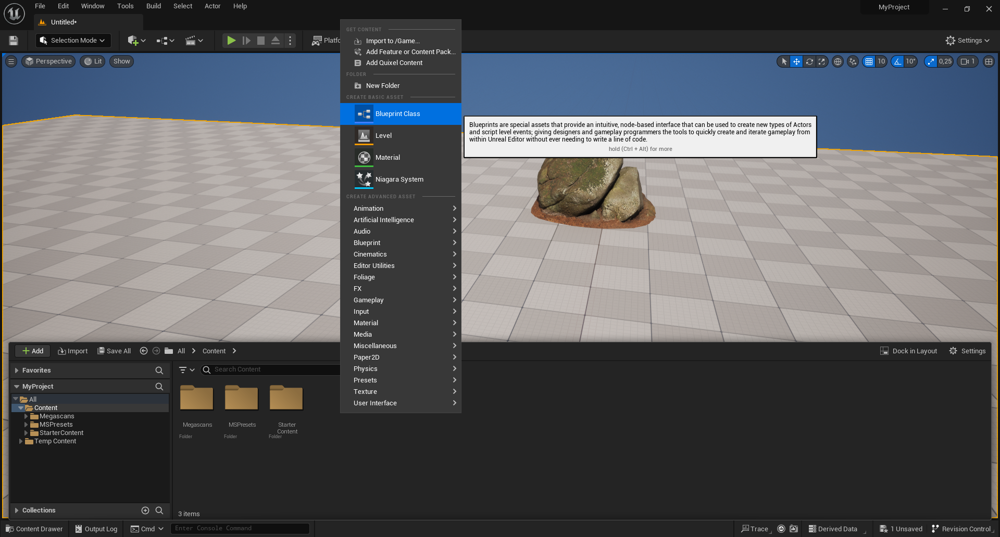 File Edit Window Tools Build Select Actor Help
MyProject
Untitled*
Selection Mode
Platfo
Settings
Perspective Lit Show
10 10° 0,25 1
GET CONTENT
Import to /Game...
Add Feature or Content Pack...
Add Quixel Content
FOLDER
New Folder
CREATE BASIC ASSET
Blueprint Class
Level
Material
Niagara System
CREATE ADVANCED ASSET
Animation
Artificial Intelligence
Audio
Blueprint
Cinematics
Editor Utilities
Foliage
FX
Gameplay
Input
Material
Media
Miscellaneous
Paper2D
Physics
Presets
Texture
User Interface
Blueprints are special assets that provide an intuitive, node-based interface that can be used to create new types of Actors
and script level events; giving designers and gameplay programmers the tools to quickly create and iterate gameplay from
within Unreal Editor without ever needing to write a line of code.
hold (Ctrl + Alt) for more
Add Import Save All All Content
Dock in Layout Settings
Favorites
MyProject
All
Content
Megascans
MSPresets
StarterContent
Temp Content
Collections
Search Content
Megascans
Folder
MSPresets
Folder
Starter
Content
Folder
3 items
Content Drawer Output Log Cmd Enter Console Command
Trace Derived Data 1 Unsaved Revision Control